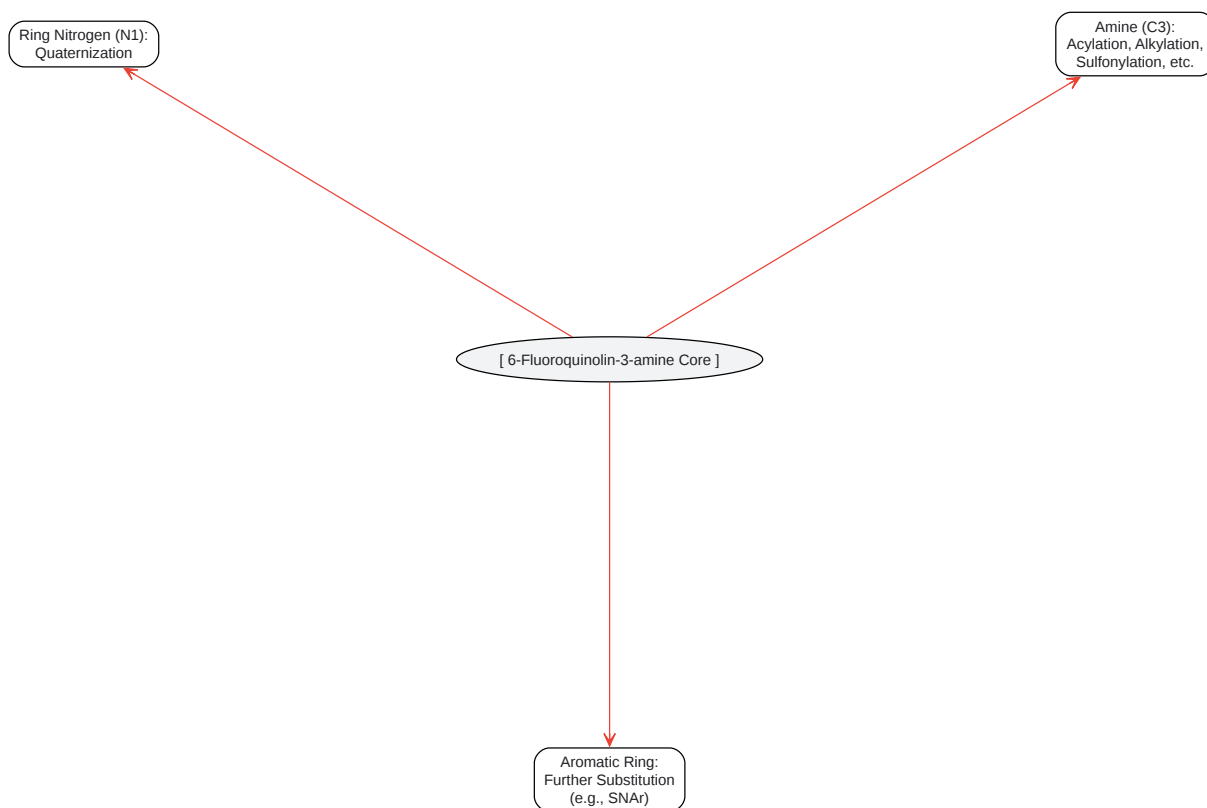 Ring Nitrogen (N1):
Quaternization
Amine (C3):
Acylation, Alkylation,
Sulfonylation, etc.
[ 6-Fluoroquinolin-3-amine Core ]
Aromatic Ring:
Further Substitution
(e.g., SNAr)